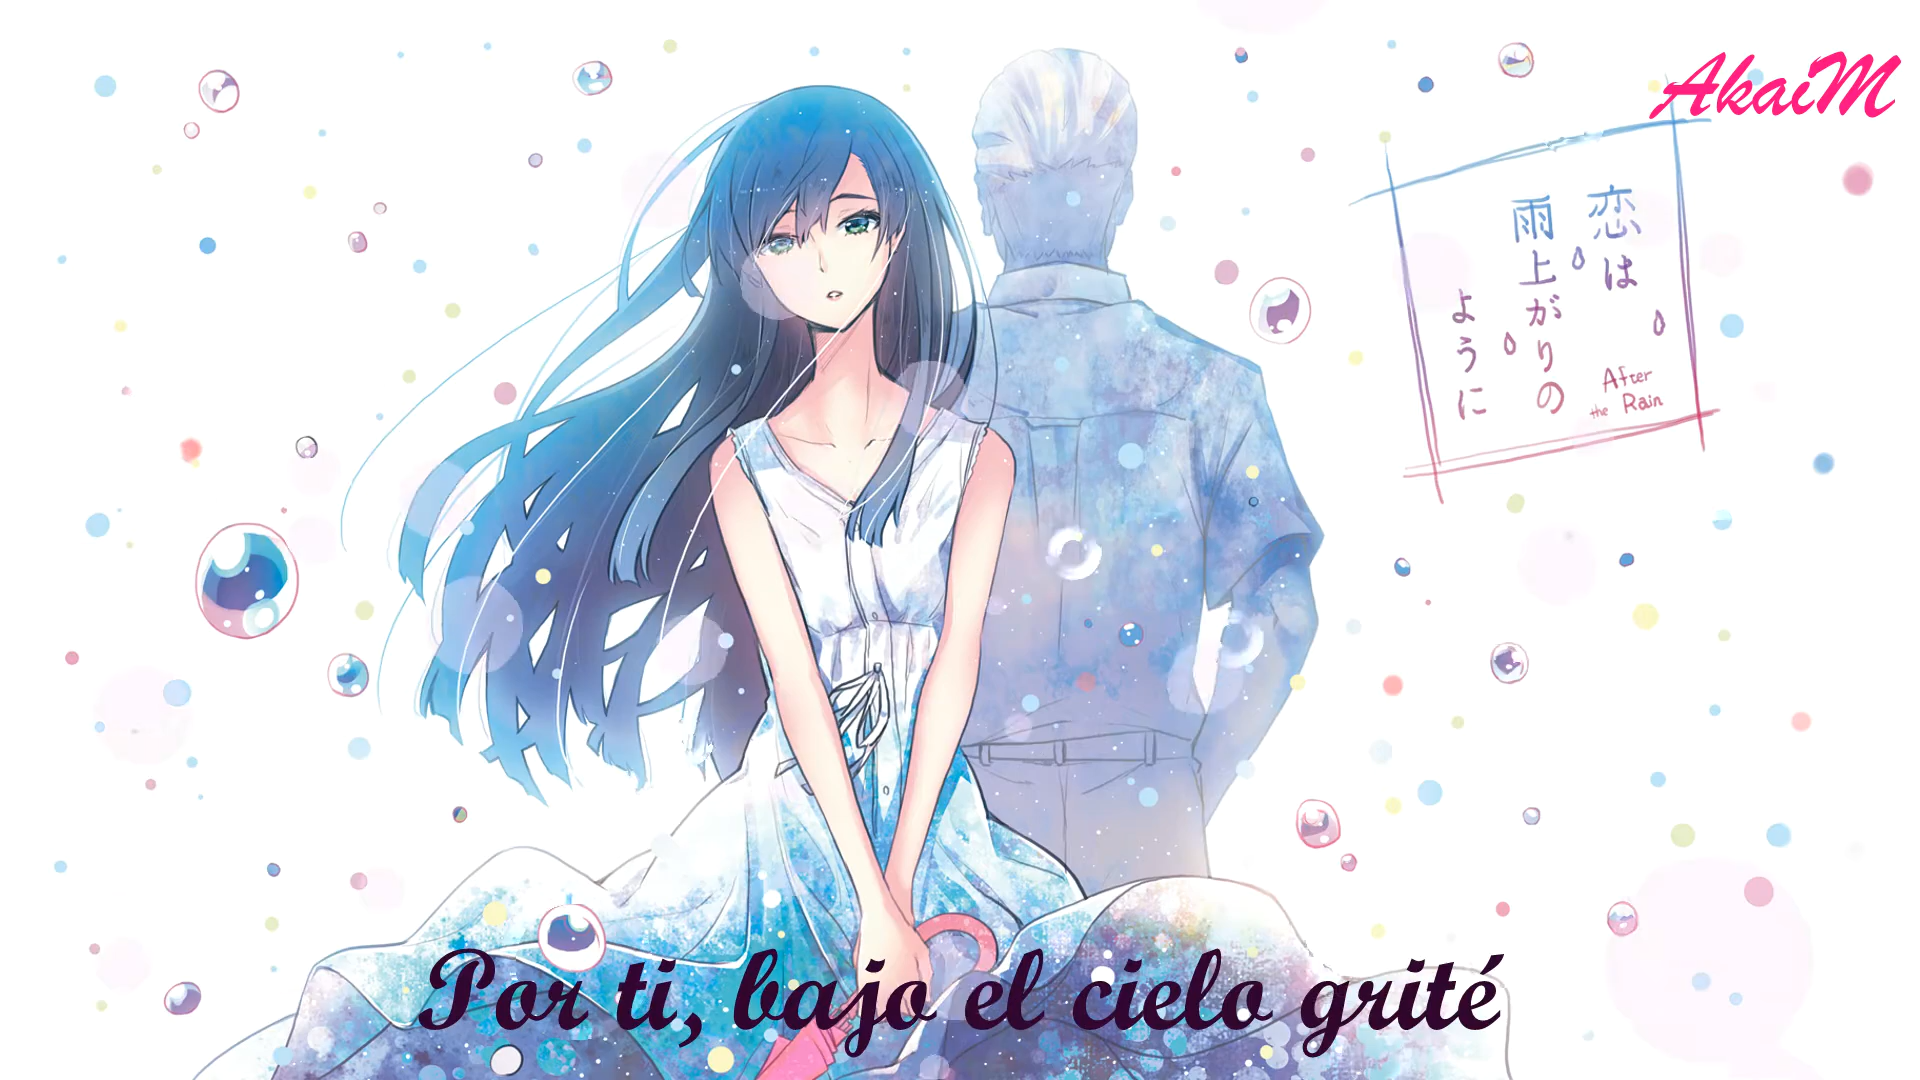 AkaiM
恋は
雨上がりの
ように
After
the Rain
Por ti, bajo el cielo grité